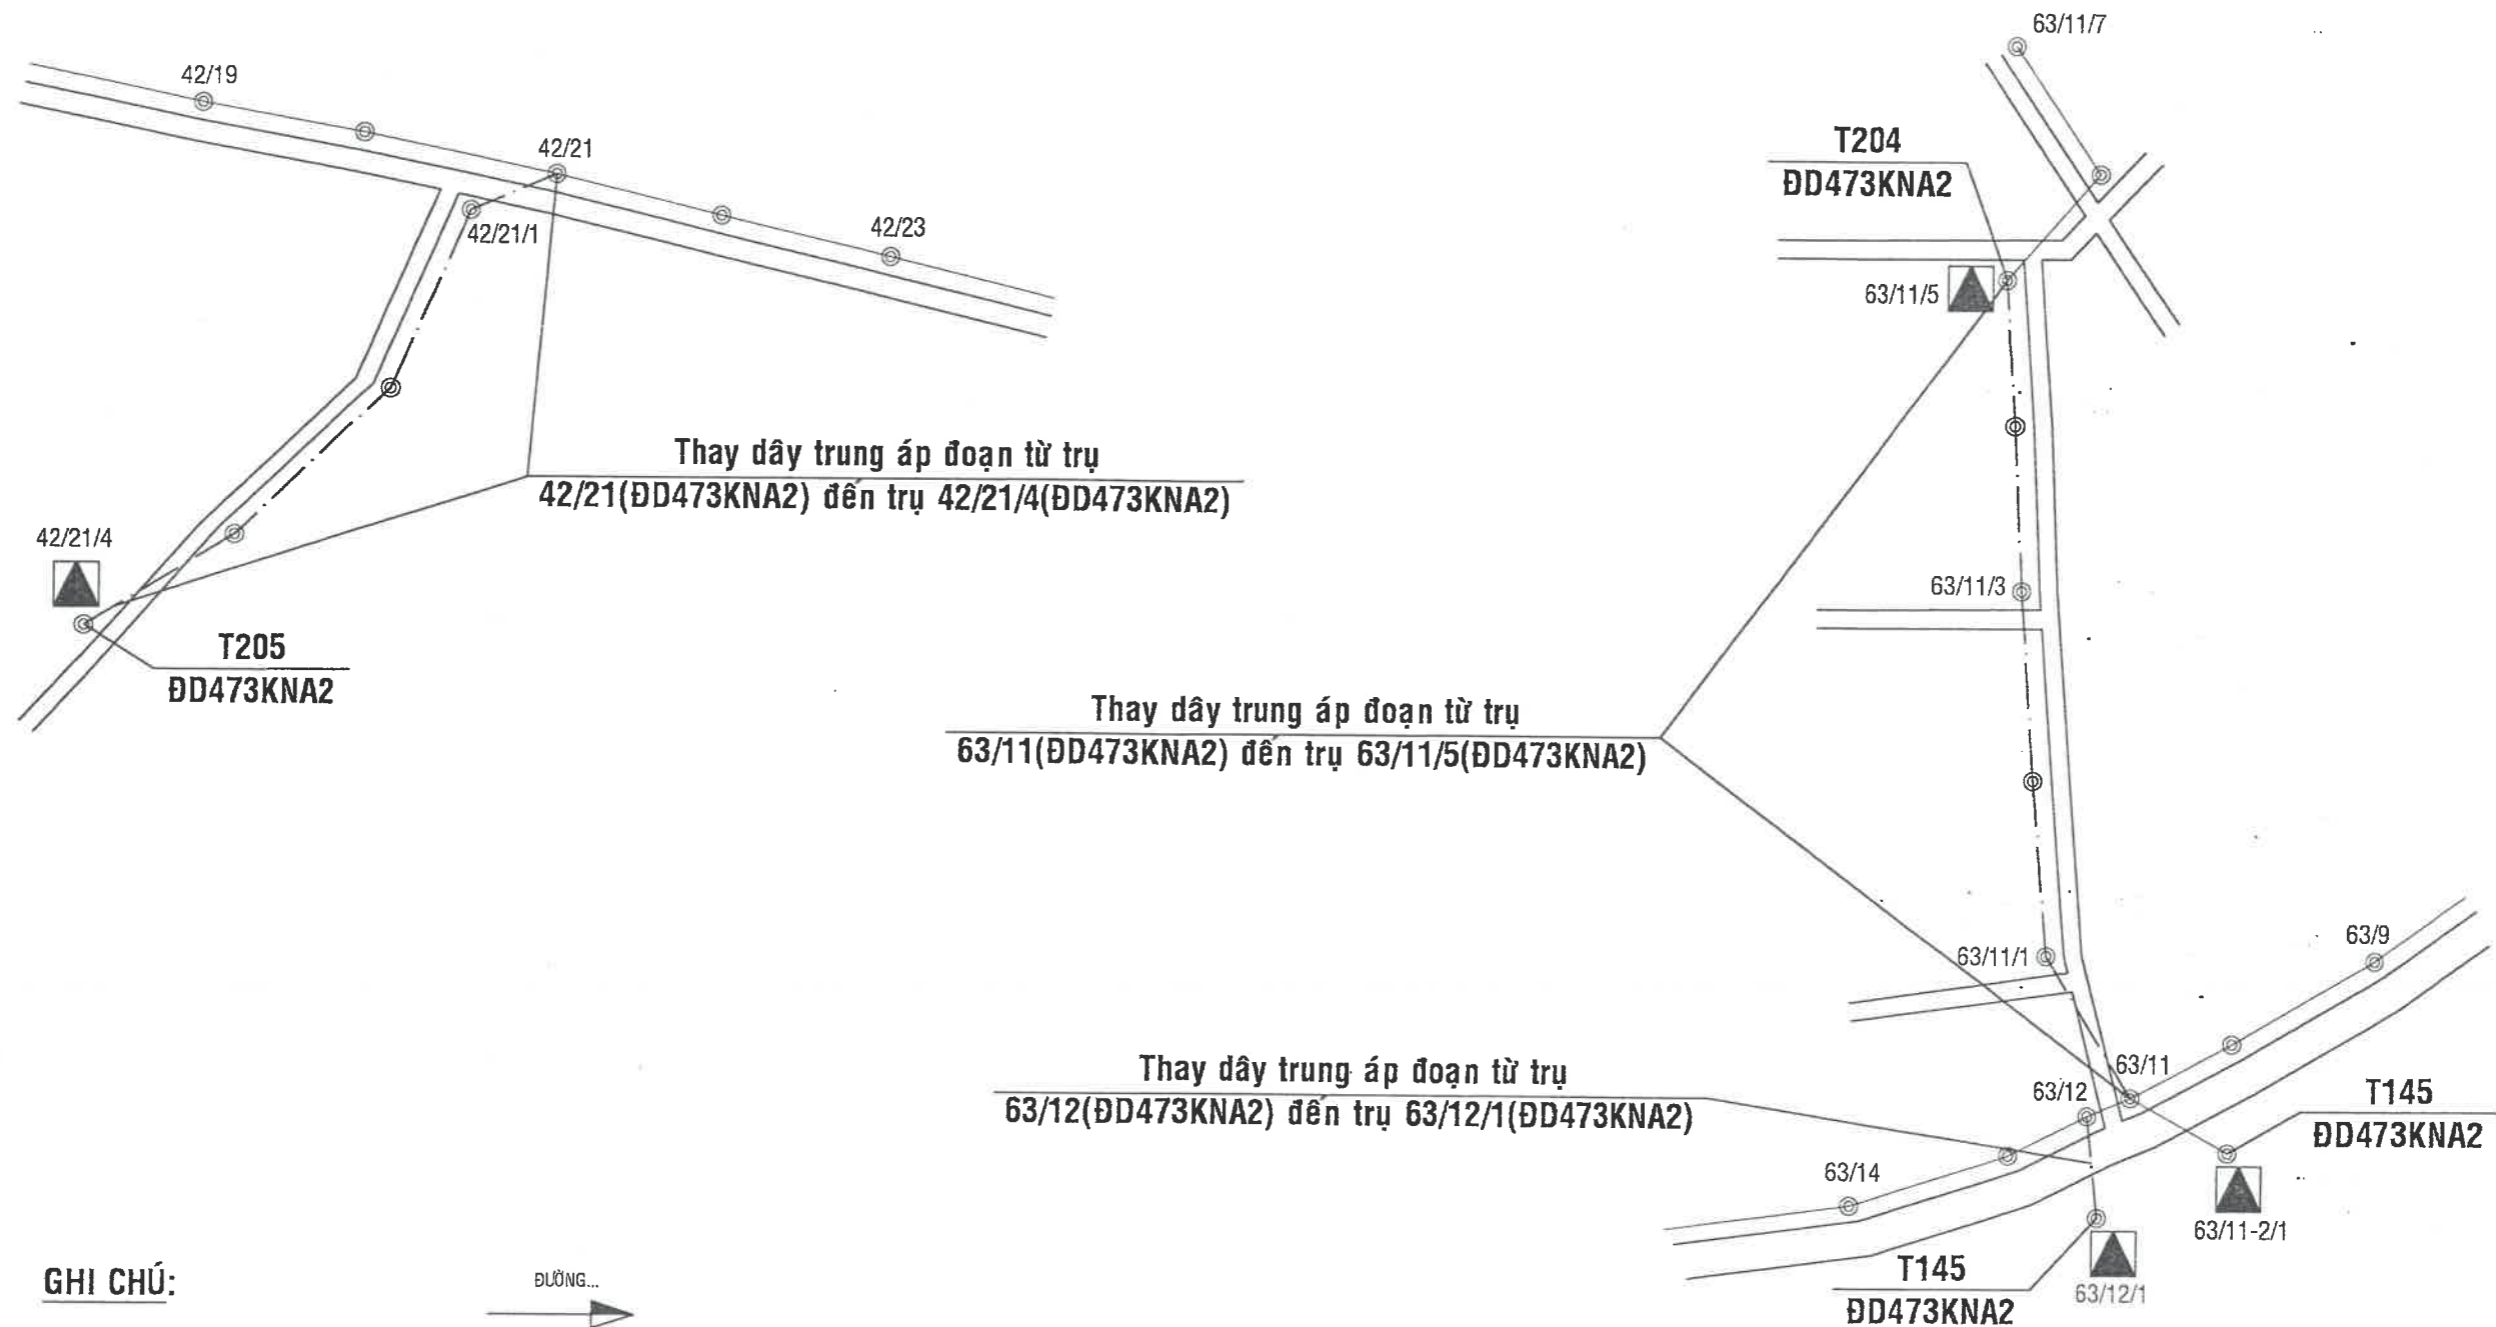 63/11/7
42/19
T204
ĐD473KNA2
42/21
42/21/1
42/23
63/11/5
Thay dây trung áp đoạn từ trụ
42/21(ĐD473KNA2) đến trụ 42/21/4(ĐD473KNA2)
42/21/4
63/11/3
T205
ĐD473KNA2
Thay dây trung áp đoạn từ trụ
63/11(ĐD473KNA2) đến trụ 63/11/5(ĐD473KNA2)
63/11/1
63/9
Thay dây trung áp đoạn từ trụ
63/12(ĐD473KNA2) đến trụ 63/12/1(ĐD473KNA2)
63/11
63/12
T145
ĐD473KNA2
63/14
63/11-2/1
T145
ĐD473KNA2
63/12/1
GHI CHÚ:
ĐƯỜNG...